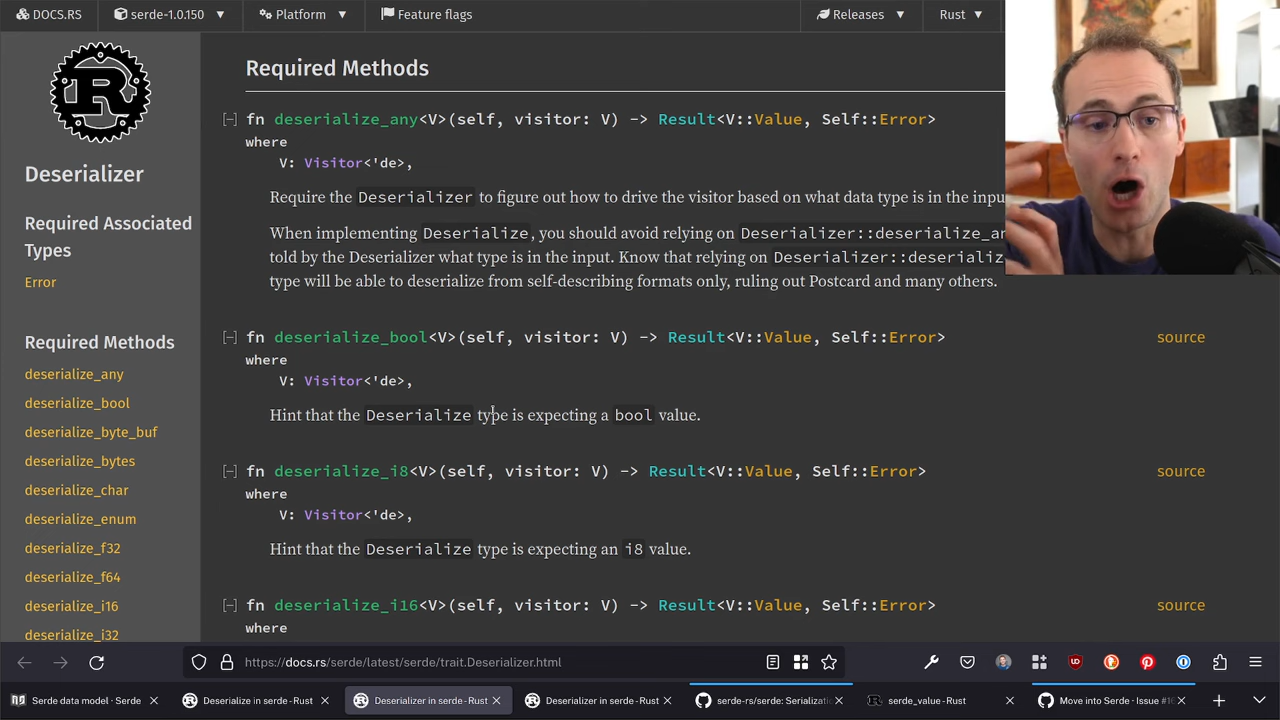 DOCS.RS
serde-1.0.150
Platform
Feature flags
Releases
Rust
Deserializer
Required Associated
Types
Error
Required Methods
deserialize_any
deserialize_bool
deserialize_byte_buf
deserialize_bytes
deserialize_char
deserialize_enum
deserialize_f32
deserialize_f64
deserialize_i16
deserialize_i32
Required Methods
[-] fn deserialize_any<V>(self, visitor: V) -> Result<V::Value, Self::Error>
where
V: Visitor<'de>,
Require the Deserializer to figure out how to drive the visitor based on what data type is in the inpu
When implementing Deserialize, you should avoid relying on Deserializer::deserialize_an
told by the Deserializer what type is in the input. Know that relying on Deserializer::deserializ
type will be able to deserialize from self-describing formats only, ruling out Postcard and many others.
[-] fn deserialize_bool<V>(self, visitor: V) -> Result<V::Value, Self::Error> source
where
V: Visitor<'de>,
Hint that the Deserialize type is expecting a bool value.
[-] fn deserialize_i8<V>(self, visitor: V) -> Result<V::Value, Self::Error> source
where
V: Visitor<'de>,
Hint that the Deserialize type is expecting an i8 value.
[-] fn deserialize_i16<V>(self, visitor: V) -> Result<V::Value, Self::Error> source
where
https://docs.rs/serde/latest/serde/trait.Deserializer.html
Serde data model · Serde
Deserialize in serde - Rust
Deserializer in serde - Rust
Deserializer in serde - Rust
serde-rs/serde: Serializati
serde_value - Rust
Move into Serde · Issue #1